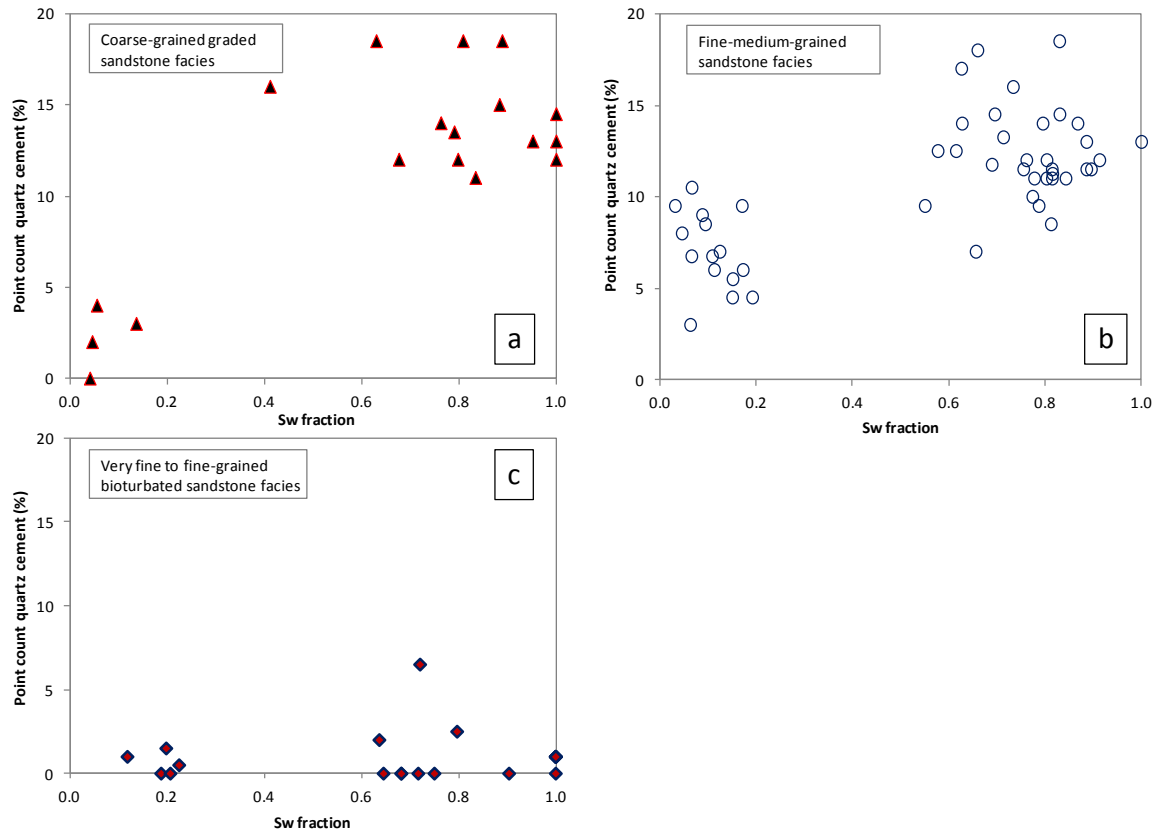 20
15
10
5
0
Point count quartz cement (%)
Coarse-grained graded
sandstone facies
a
0.0 0.2 0.4 0.6 0.8 1.0
Sw fraction
20
15
10
5
0
Point count quartz cement (%)
Fine-medium-grained
sandstone facies
b
0.0 0.2 0.4 0.6 0.8 1.0
Sw fraction
20
15
10
5
0
Point count quartz cement (%)
Very fine to fine-grained
bioturbated sandstone facies
c
0.0 0.2 0.4 0.6 0.8 1.0
Sw fraction